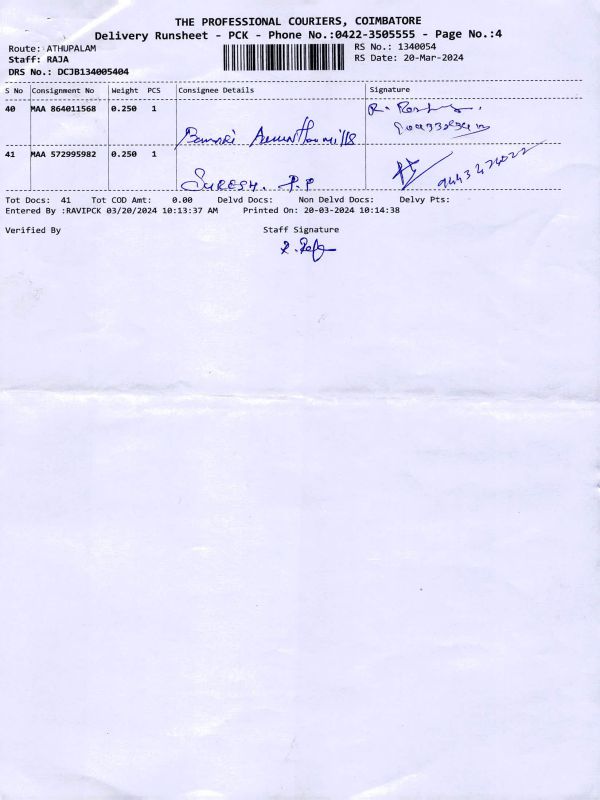 THE PROFESSIONAL COURIERS, COIMBATORE
Delivery Runsheet - PCK - Phone No.:0422-3505555 - Page No.:4
Route: ATHUPALAM
RS No.: 1340054
Staff: RAJA
RS Date: 20-Mar-2024
DRS No.: DCJB134005404
S No Consignment No Weight PCS Consignee Details Signature
40 MAA 864011568 0.250 1
R.
41 MAA 572995982 0.250 1
SURESH. P.P
9443474022
Tot Docs: 41 Tot COD Amt: 0.00 Delvd Docs: Non Delvd Docs: Delvy Pts:
Entered By :RAVIPCK 03/20/2024 10:13:37 AM Printed On: 20-03-2024 10:14:38
Verified By Staff Signature